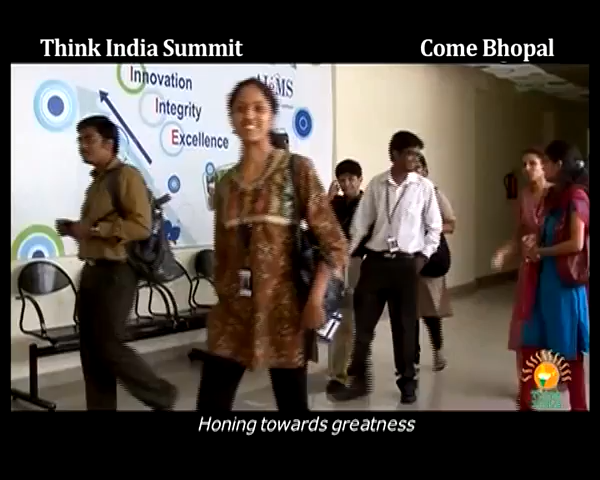 Think India Summit
Come Bhopal
Innovation
Integrity
Excellence
Honing towards greatness